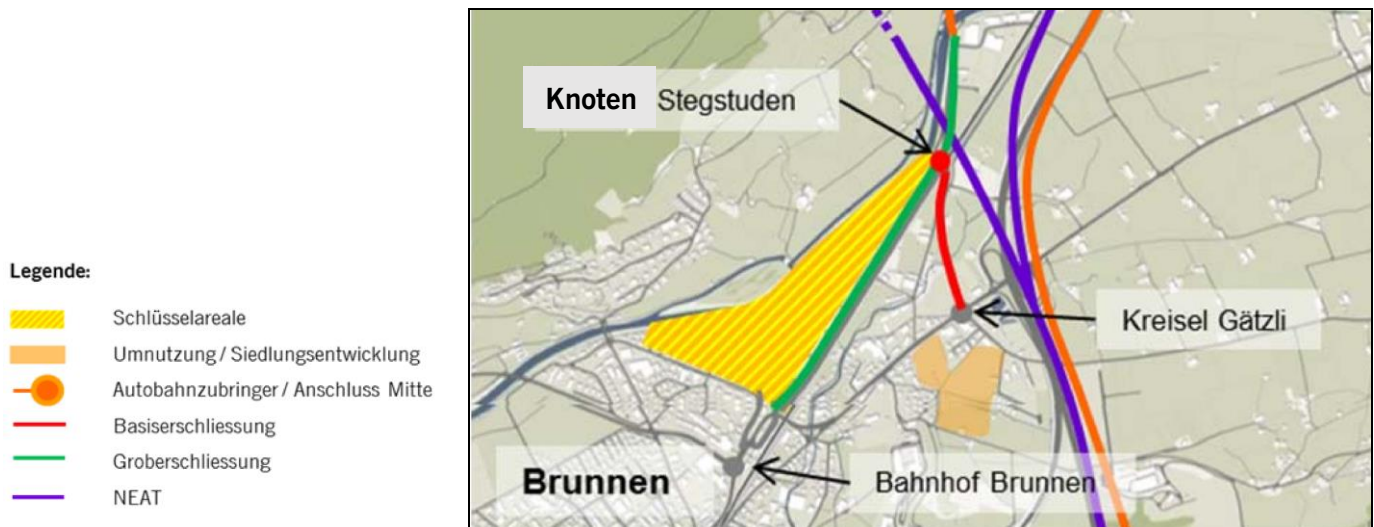 Legende:
Schlüsselareale
Umnutzung / Siedlungsentwicklung
Autobahnzubringer / Anschluss Mitte
Basiserschliessung
Groberschliessung
NEAT
Knoten Stegstuden
Kreisel Gätzli
Brunnen
Bahnhof Brunnen